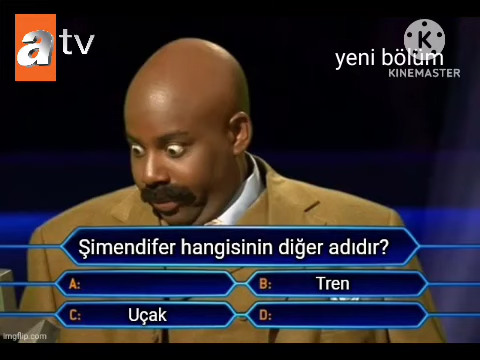 atv
yeni bölüm
KINEMASTER
Şimendifer hangisinin diğer adıdır?
A:
B: Tren
C: Uçak
D:
imgflip.com